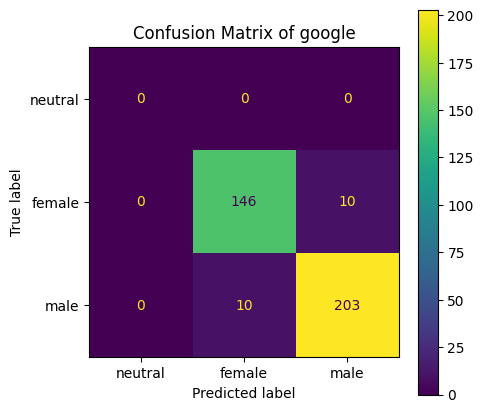 Confusion Matrix of google
True label
neutral 0 0 0
female 0 146 10
male 0 10 203
neutral female male
Predicted label
200
175
150
125
100
75
50
25
0